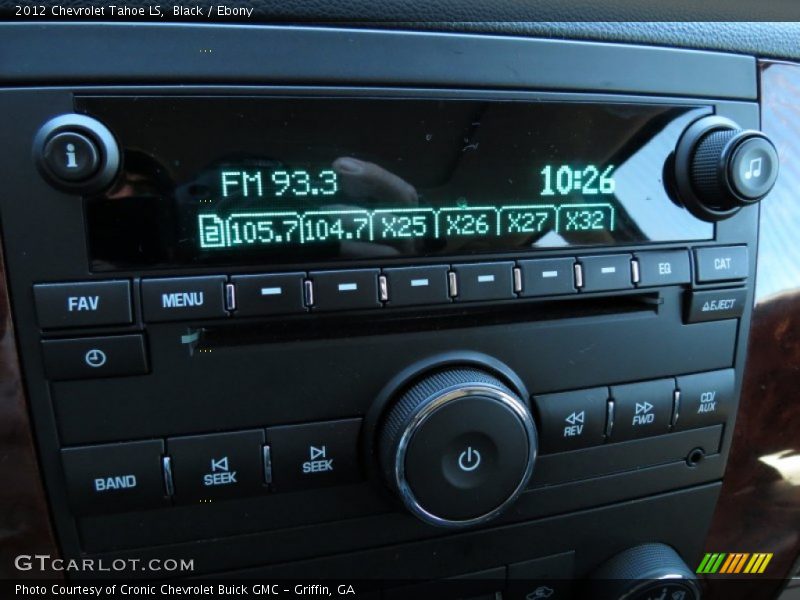 2012 Chevrolet Tahoe LS, Black / Ebony
i
FM 93.3 10:26
2 105.7 104.7 X25 X26 X27 X32
FAV MENU EQ CAT
EJECT
BAND SEEK SEEK REV FWD CD/AUX
GTCARLOT.COM
Photo Courtesy of Cronic Chevrolet Buick GMC - Griffin, GA